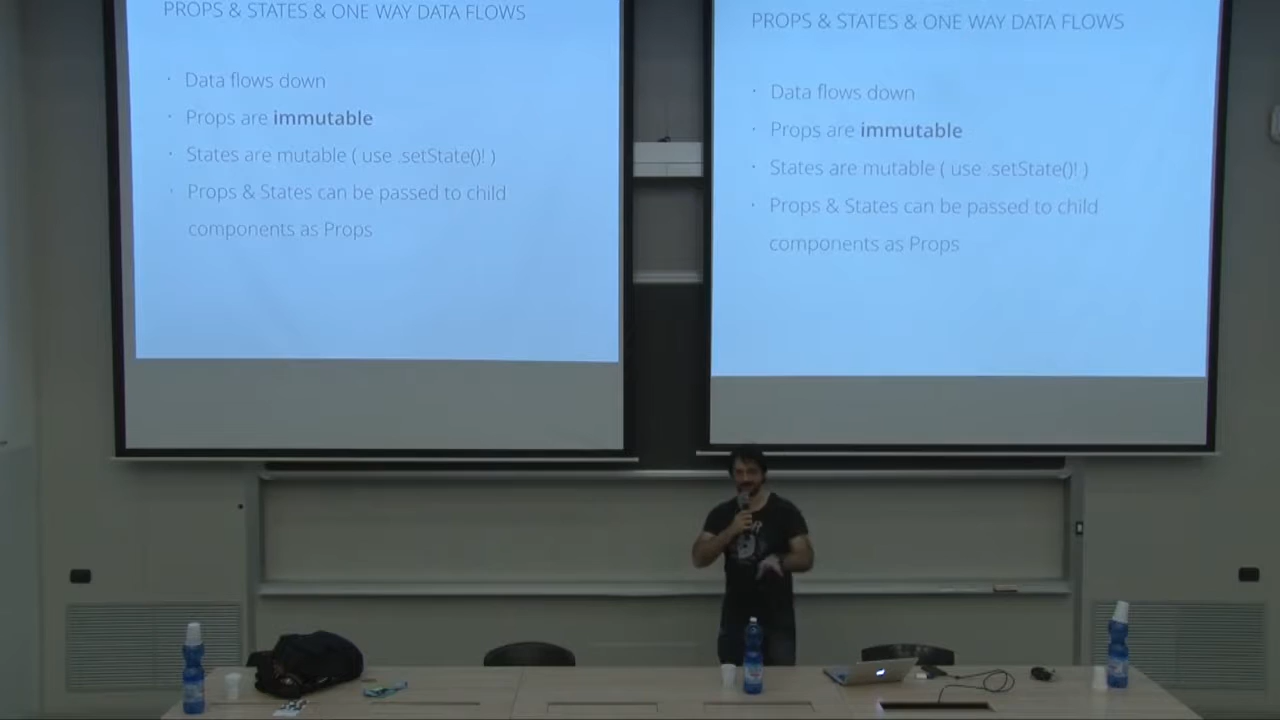 PROPS & STATES & ONE WAY DATA FLOWS
· Data flows down
· Props are immutable
· States are mutable ( use .setState()! )
· Props & States can be passed to child
components as Props
PROPS & STATES & ONE WAY DATA FLOWS
· Data flows down
· Props are immutable
· States are mutable ( use .setState()! )
· Props & States can be passed to child
components as Props